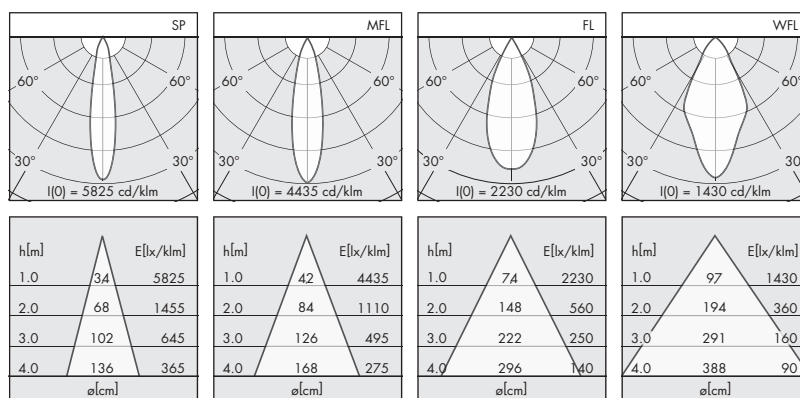 SP
60° 60°
30° 30°
I(0) = 5825 cd/klm
MFL
60° 60°
30° 30°
I(0) = 4435 cd/klm
FL
60° 60°
30° 30°
I(0) = 2230 cd/klm
WFL
60° 60°
30° 30°
I(0) = 1430 cd/klm
h[m] E[lx/klm]
1.0 34 5825
2.0 68 1455
3.0 102 645
4.0 136 365
ø[cm]
h[m] E[lx/klm]
1.0 42 4435
2.0 84 1110
3.0 126 495
4.0 168 275
ø[cm]
h[m] E[lx/klm]
1.0 74 2230
2.0 148 560
3.0 222 250
4.0 296 140
ø[cm]
h[m] E[lx/klm]
1.0 97 1430
2.0 194 360
3.0 291 160
4.0 388 90
ø[cm]